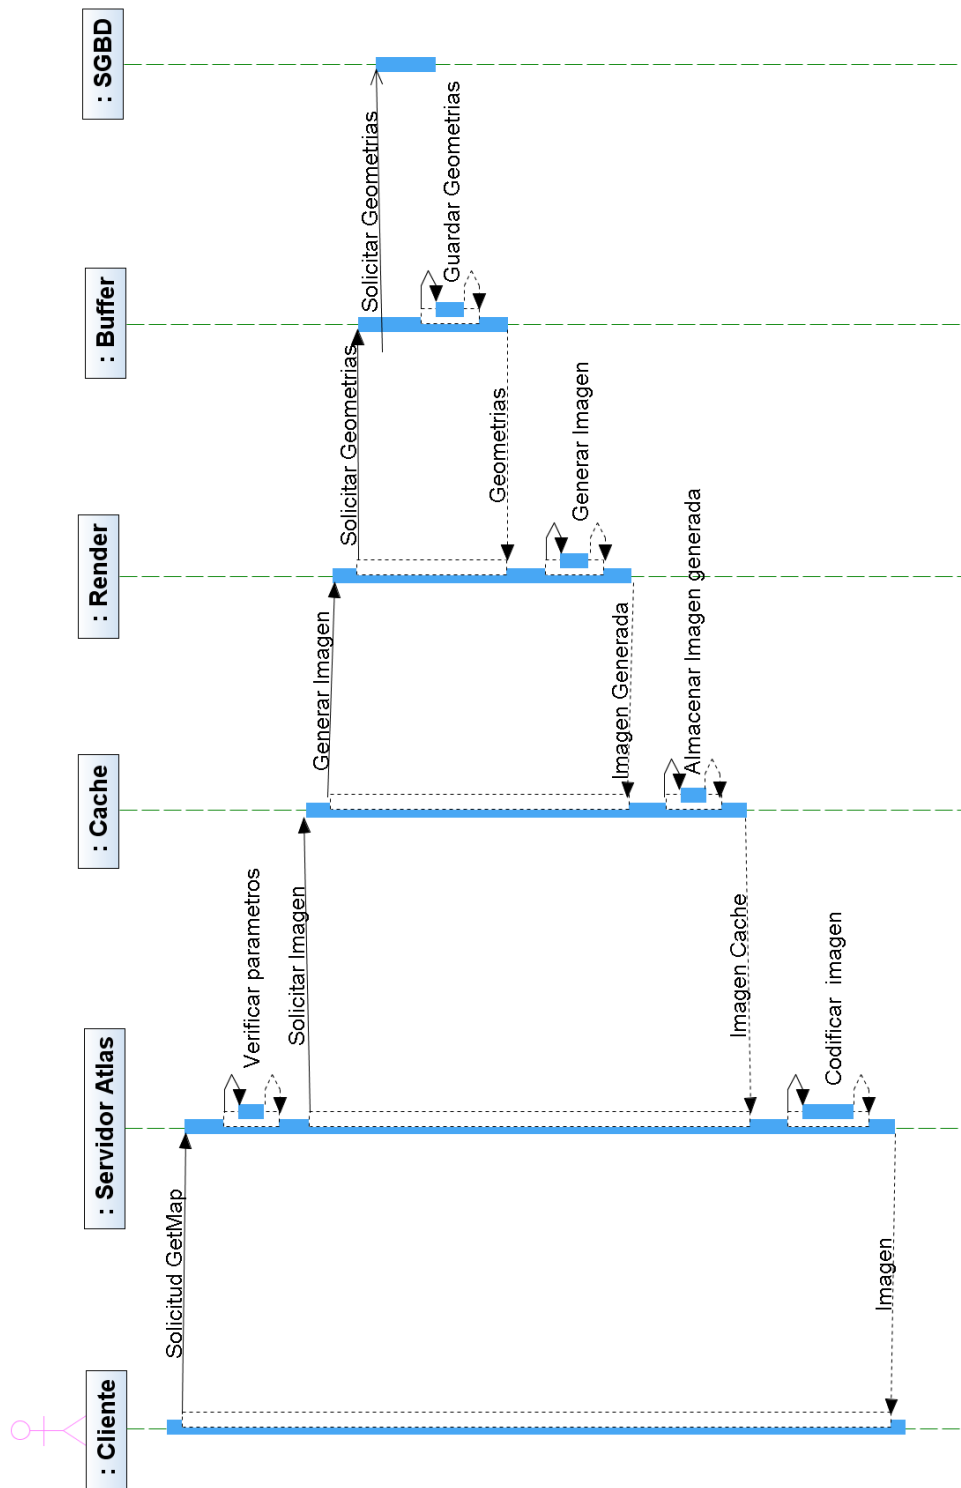 : Cliente
: Servidor Atlas
: Cache
: Render
: Buffer
: SGBD
Solicitud GetMap
Verificar parametros
Solicitar Imagen
Generar Imagen
Solicitar Geometrias
Solicitar Geometrias
Guardar Geometrias
Geometrias
Generar Imagen
Imagen Generada
Almacenar Imagen generada
Imagen Cache
Codificar imagen
Imagen